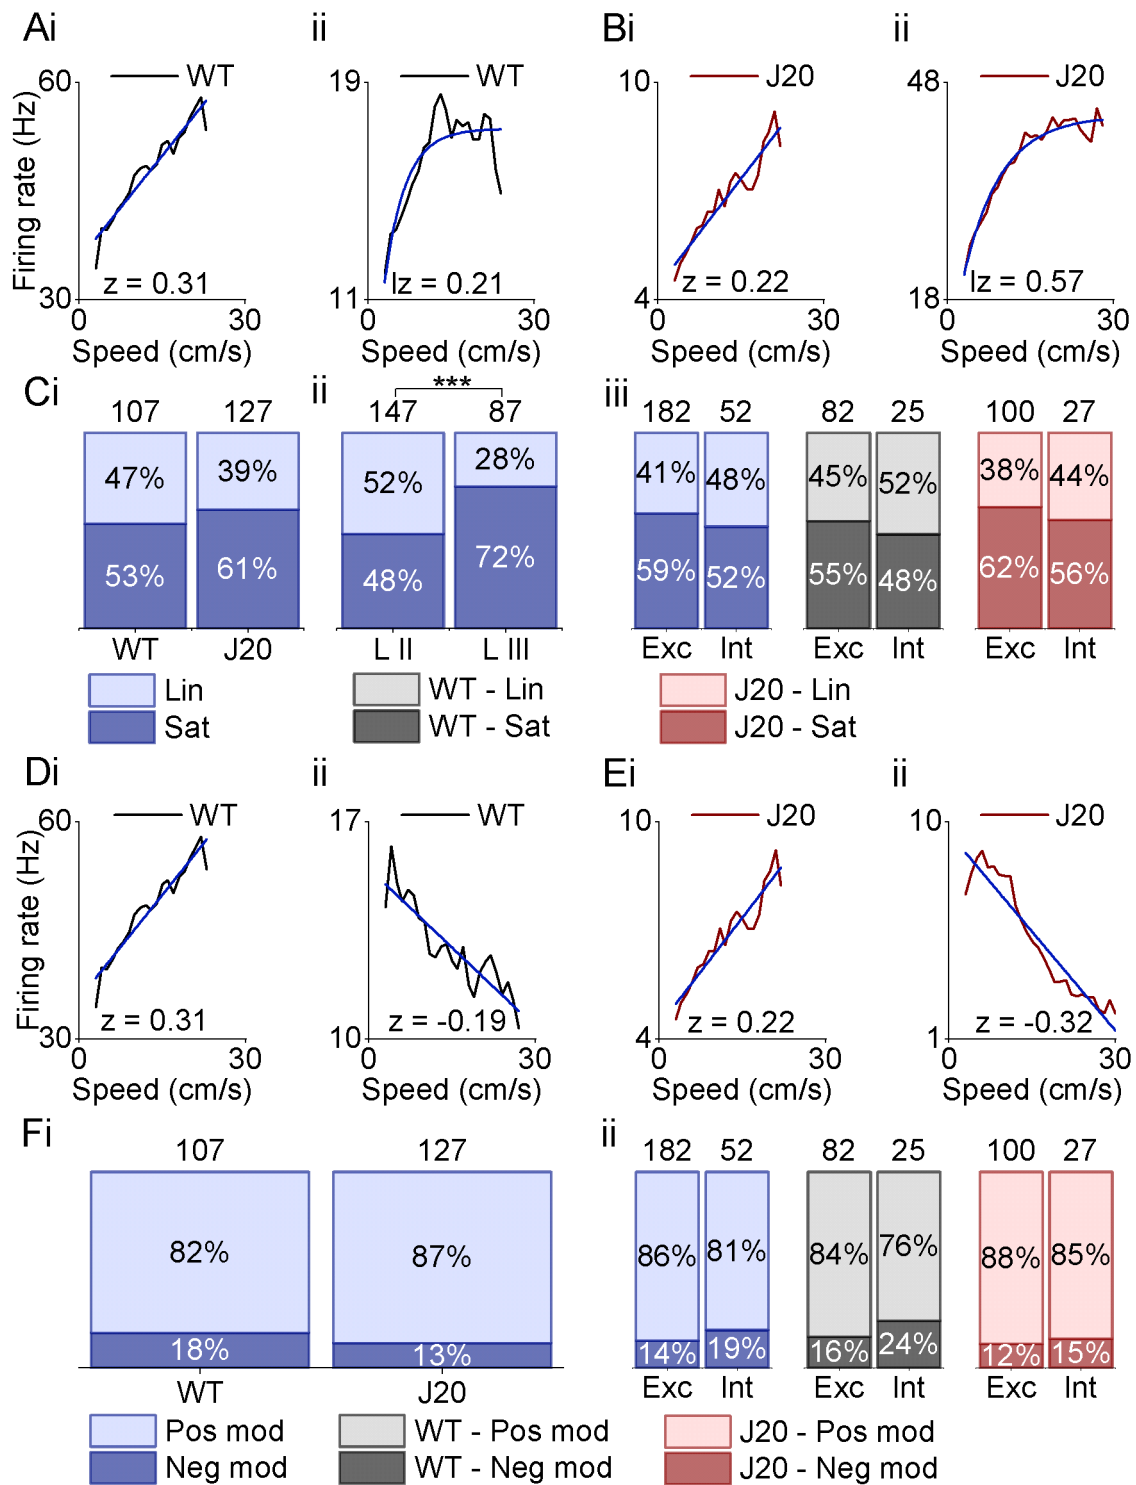 Ai ii Bi ii
WT WT J20 J20
60 19 10 48
Firing rate (Hz)
z = 0.31 lz = 0.21 z = 0.22 lz = 0.57
30 11 4 18
0 30 0 30 0 30 0 30
Speed (cm/s) Speed (cm/s) Speed (cm/s) Speed (cm/s)
Ci ii *** iii
107 127 147 87 182 52 82 25 100 27
47% 39% 52% 28% 41% 48% 45% 52% 38% 44%
53% 61% 48% 72% 59% 52% 55% 48% 62% 56%
WT J20 L II L III Exc Int Exc Int Exc Int
Lin WT - Lin J20 - Lin
Sat WT - Sat J20 - Sat
Di ii Ei ii
WT WT J20 J20
60 17 10 10
Firing rate (Hz)
z = 0.31 z = -0.19 z = 0.22 z = -0.32
30 10 4 1
0 30 0 30 0 30 0 30
Speed (cm/s) Speed (cm/s) Speed (cm/s) Speed (cm/s)
Fi ii
107 127 182 52 82 25 100 27
82% 87% 86% 81% 84% 76% 88% 85%
18% 13% 14% 19% 16% 24% 12% 15%
WT J20 Exc Int Exc Int Exc Int
Pos mod WT - Pos mod J20 - Pos mod
Neg mod WT - Neg mod J20 - Neg mod